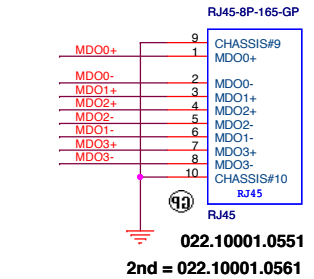 RJ45-8P-165-GP
9 CHASSIS#9
MDO0+ 1 MDO0+
MDO0- 2 MDO0-
MDO1+ 3 MDO1+
MDO2+ 4 MDO2+
MDO2- 5 MDO2-
MDO1- 6 MDO1-
MDO3+ 7 MDO3+
MDO3- 8 MDO3-
10 CHASSIS#10
RJ45
GP
RJ45
022.10001.0551
2nd = 022.10001.0561